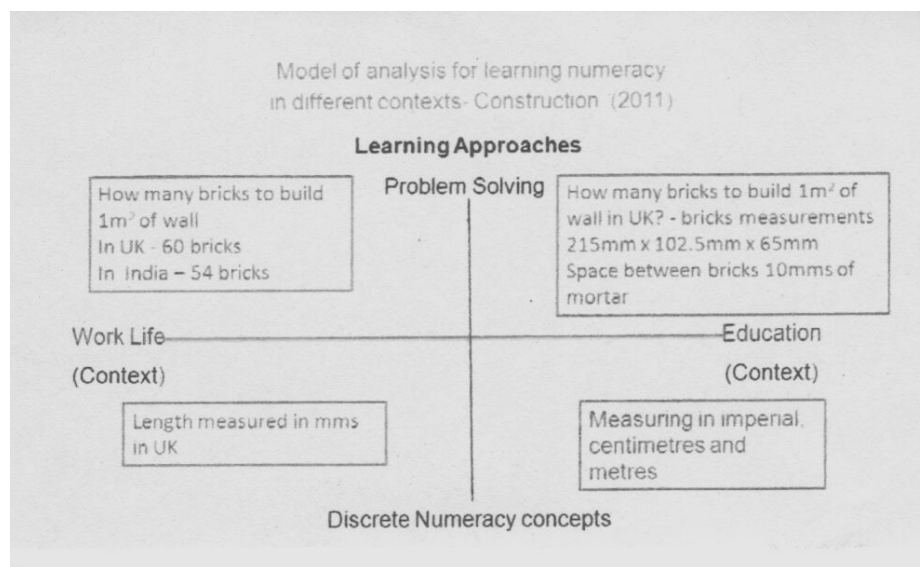 Model of analysis for learning numeracy
in different contexts- Construction (2011)
Learning Approaches
Problem Solving
How many bricks to build
1m² of wall
In UK - 60 bricks
In India – 54 bricks
How many bricks to build 1m² of
wall in UK? - bricks measurements
215mm x 102.5mm x 65mm
Space between bricks 10mms of
mortar
Work Life
(Context)
Education
(Context)
Length measured in mms
in UK
Measuring in imperial,
centimetres and
metres
Discrete Numeracy concepts